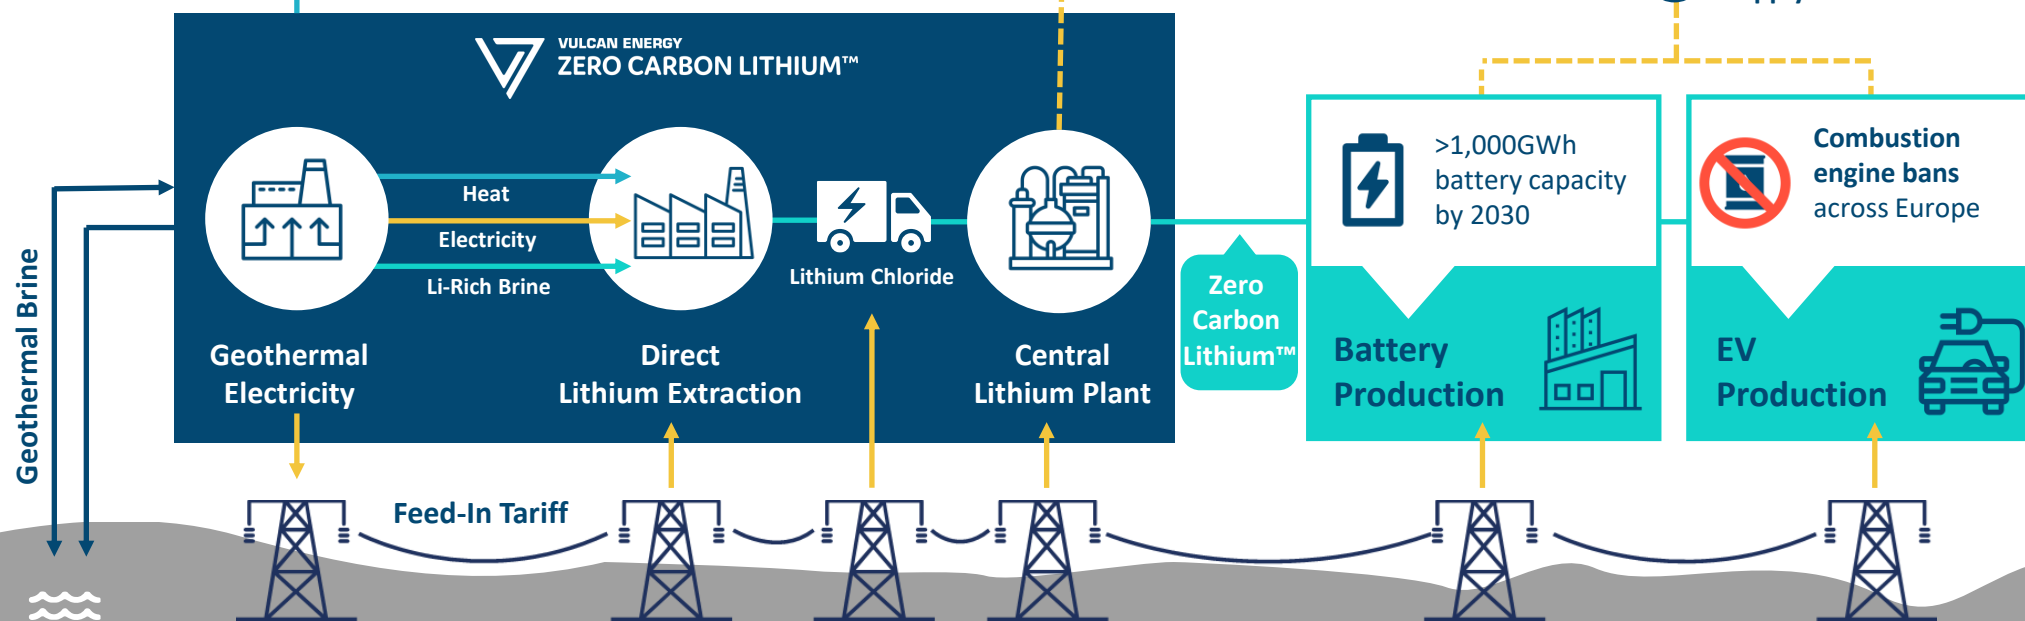 VULCAN ENERGY
ZERO CARBON LITHIUM™
Geothermal Brine
Heat
Electricity
Li-Rich Brine
Lithium Chloride
Geothermal
Electricity
Direct
Lithium Extraction
Central
Lithium Plant
Zero
Carbon
Lithium™
>1,000GWh
battery capacity
by 2030
Battery
Production
Combustion
engine bans
across Europe
EV
Production
Feed-In Tariff